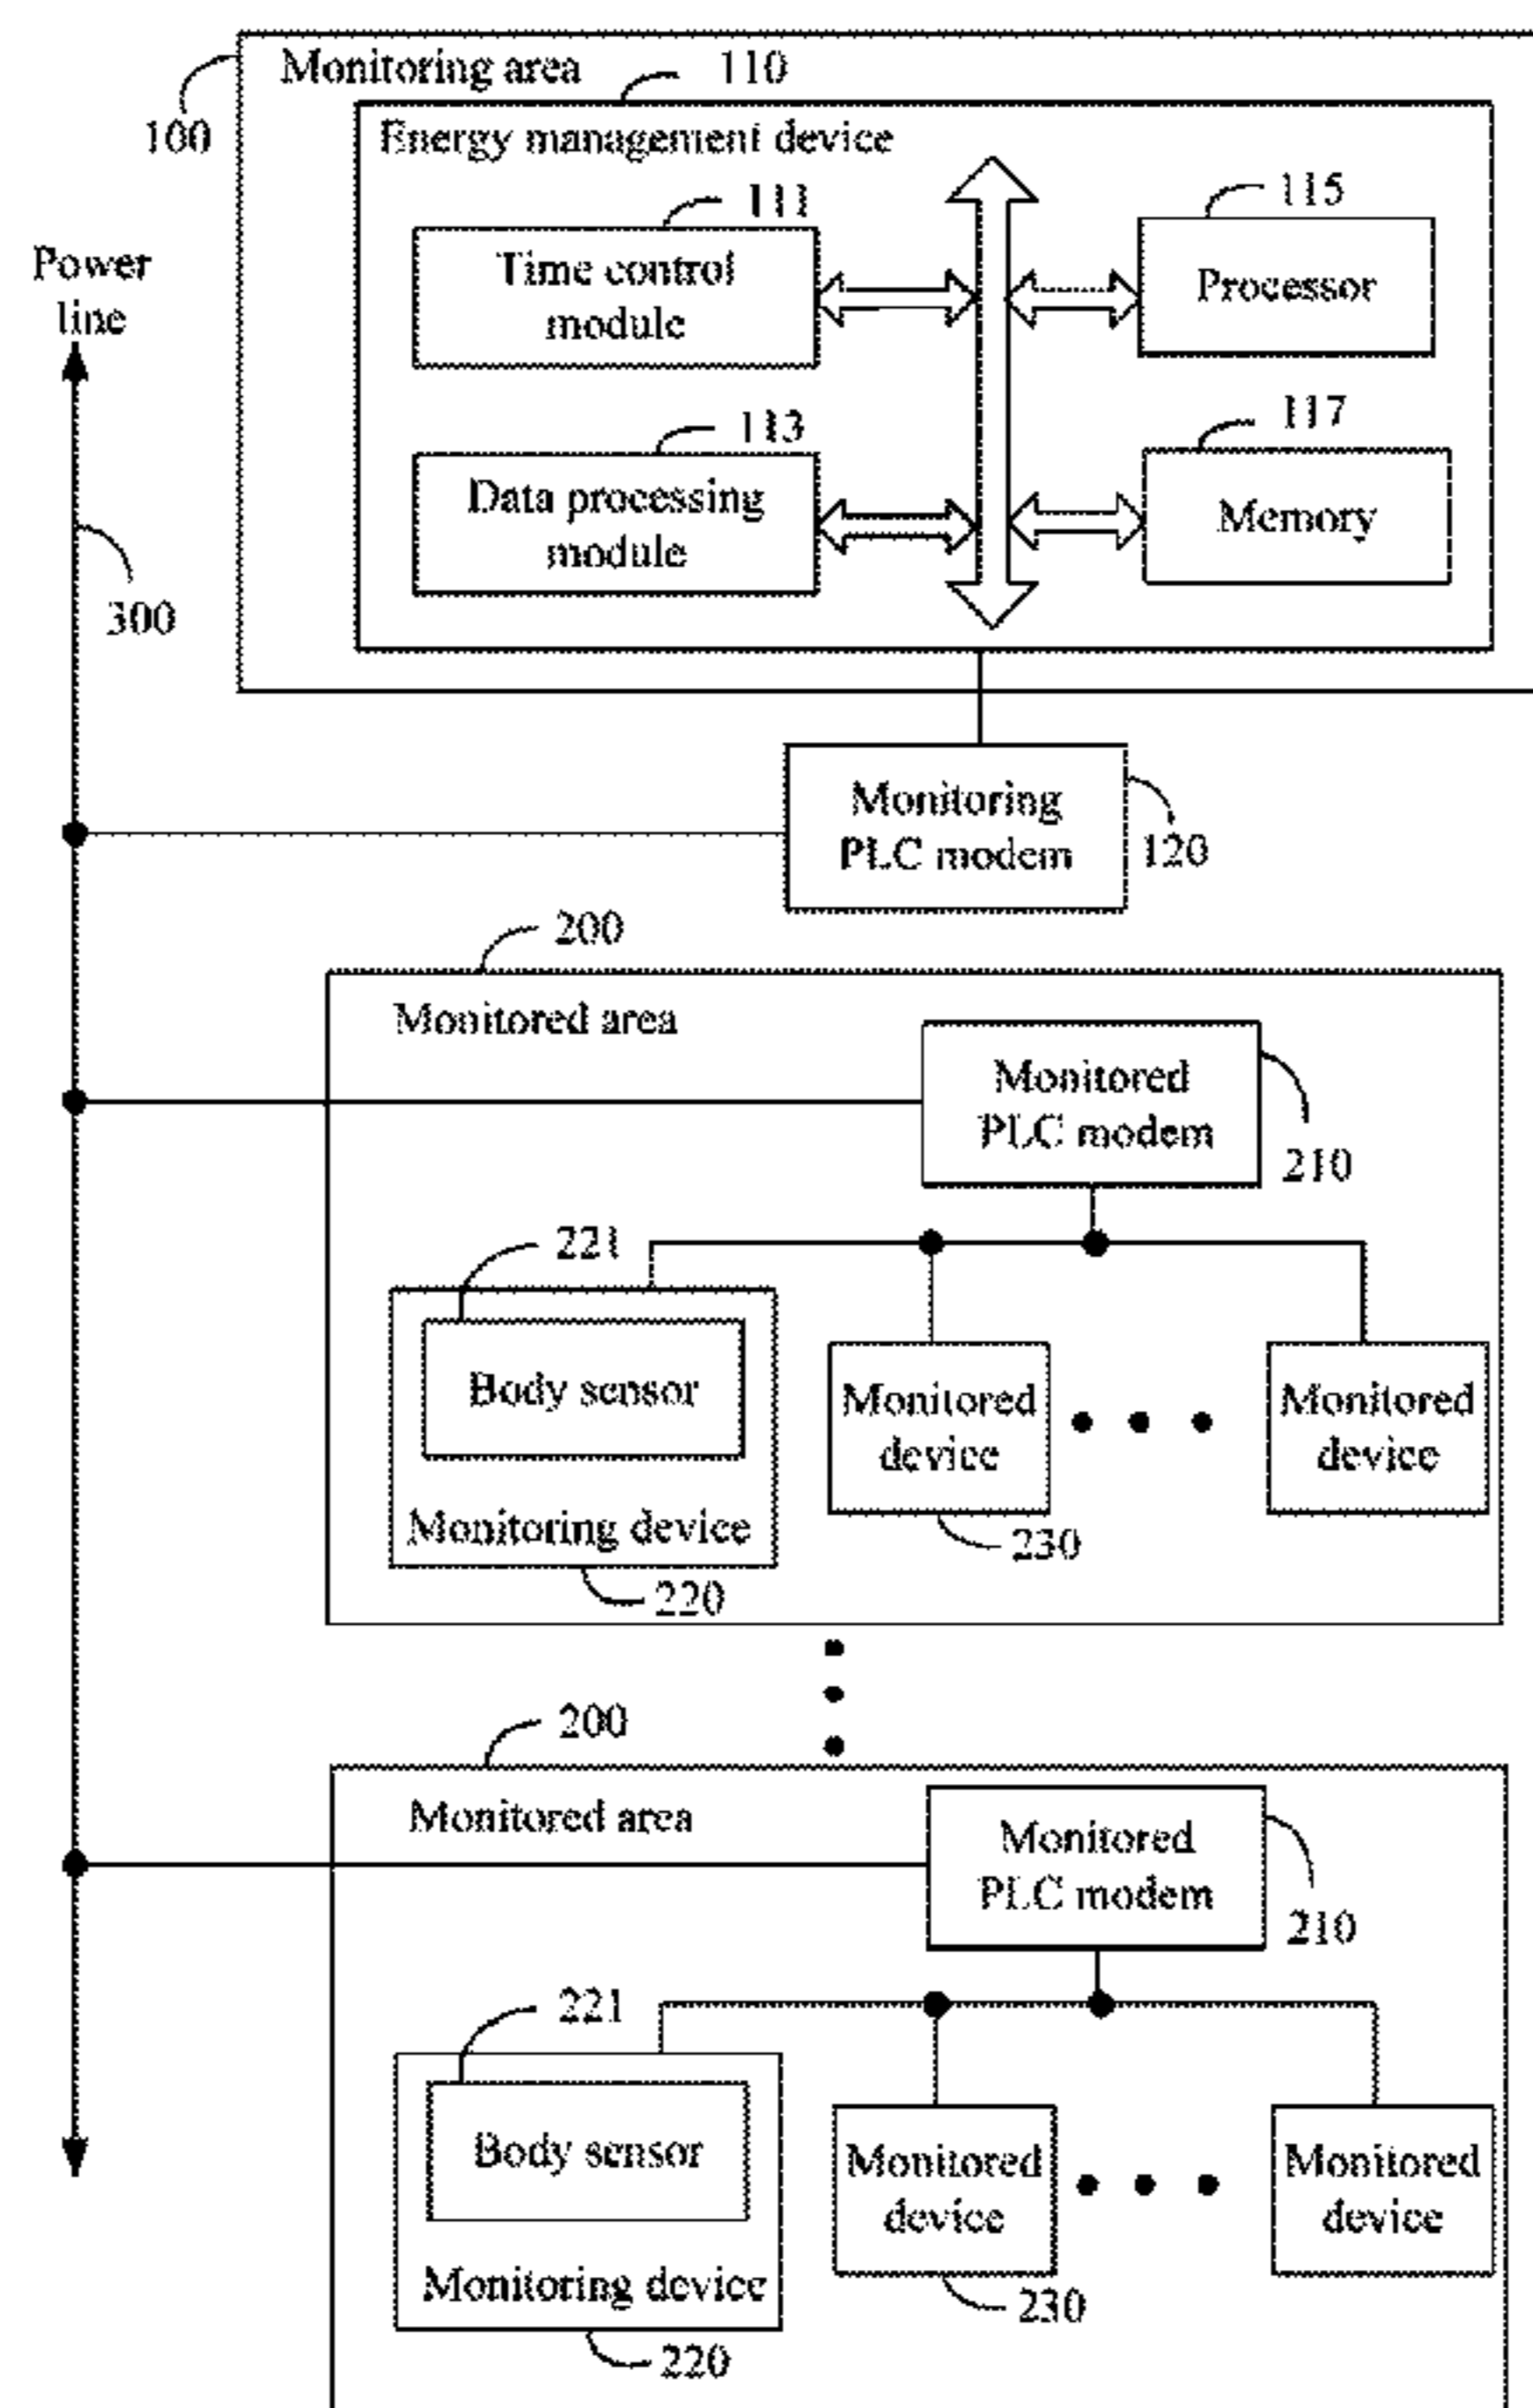 Monitoring area
110
100
Energy management device
111
115
Time control
module
Processor
Power
line
113
117
Data processing
module
Memory
300
Monitoring
PLC modem
120
200
Monitored area
Monitored
PLC modem
210
221
Body sensor
Monitored
device
Monitored
device
Monitoring device
230
220
200
Monitored area
Monitored
PLC modem
210
221
Body sensor
Monitored
device
Monitored
device
Monitoring device
230
220